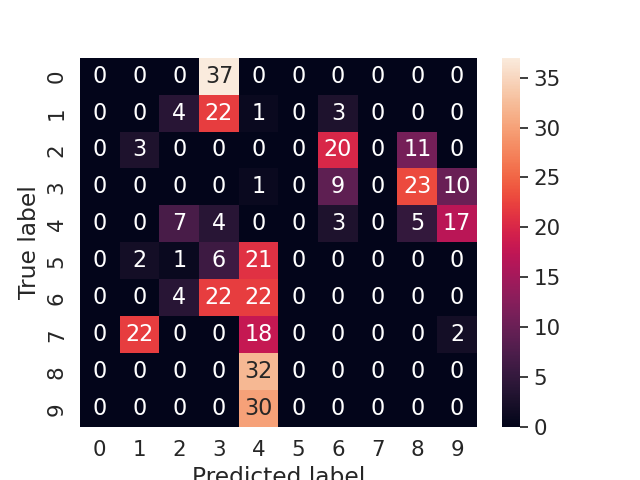 0 0 0 0 37 0 0 0 0 0 0
1 0 0 4 22 1 0 3 0 0 0
2 0 3 0 0 0 0 20 0 11 0
3 0 0 0 0 1 0 9 0 23 10
4 0 0 7 4 0 0 3 0 5 17
5 0 2 1 6 21 0 0 0 0 0
6 0 0 4 22 22 0 0 0 0 0
7 0 22 0 0 18 0 0 0 0 2
8 0 0 0 0 32 0 0 0 0 0
9 0 0 0 0 30 0 0 0 0 0
0 1 2 3 4 5 6 7 8 9
True label
Predicted label
35
30
25
20
15
10
5
0